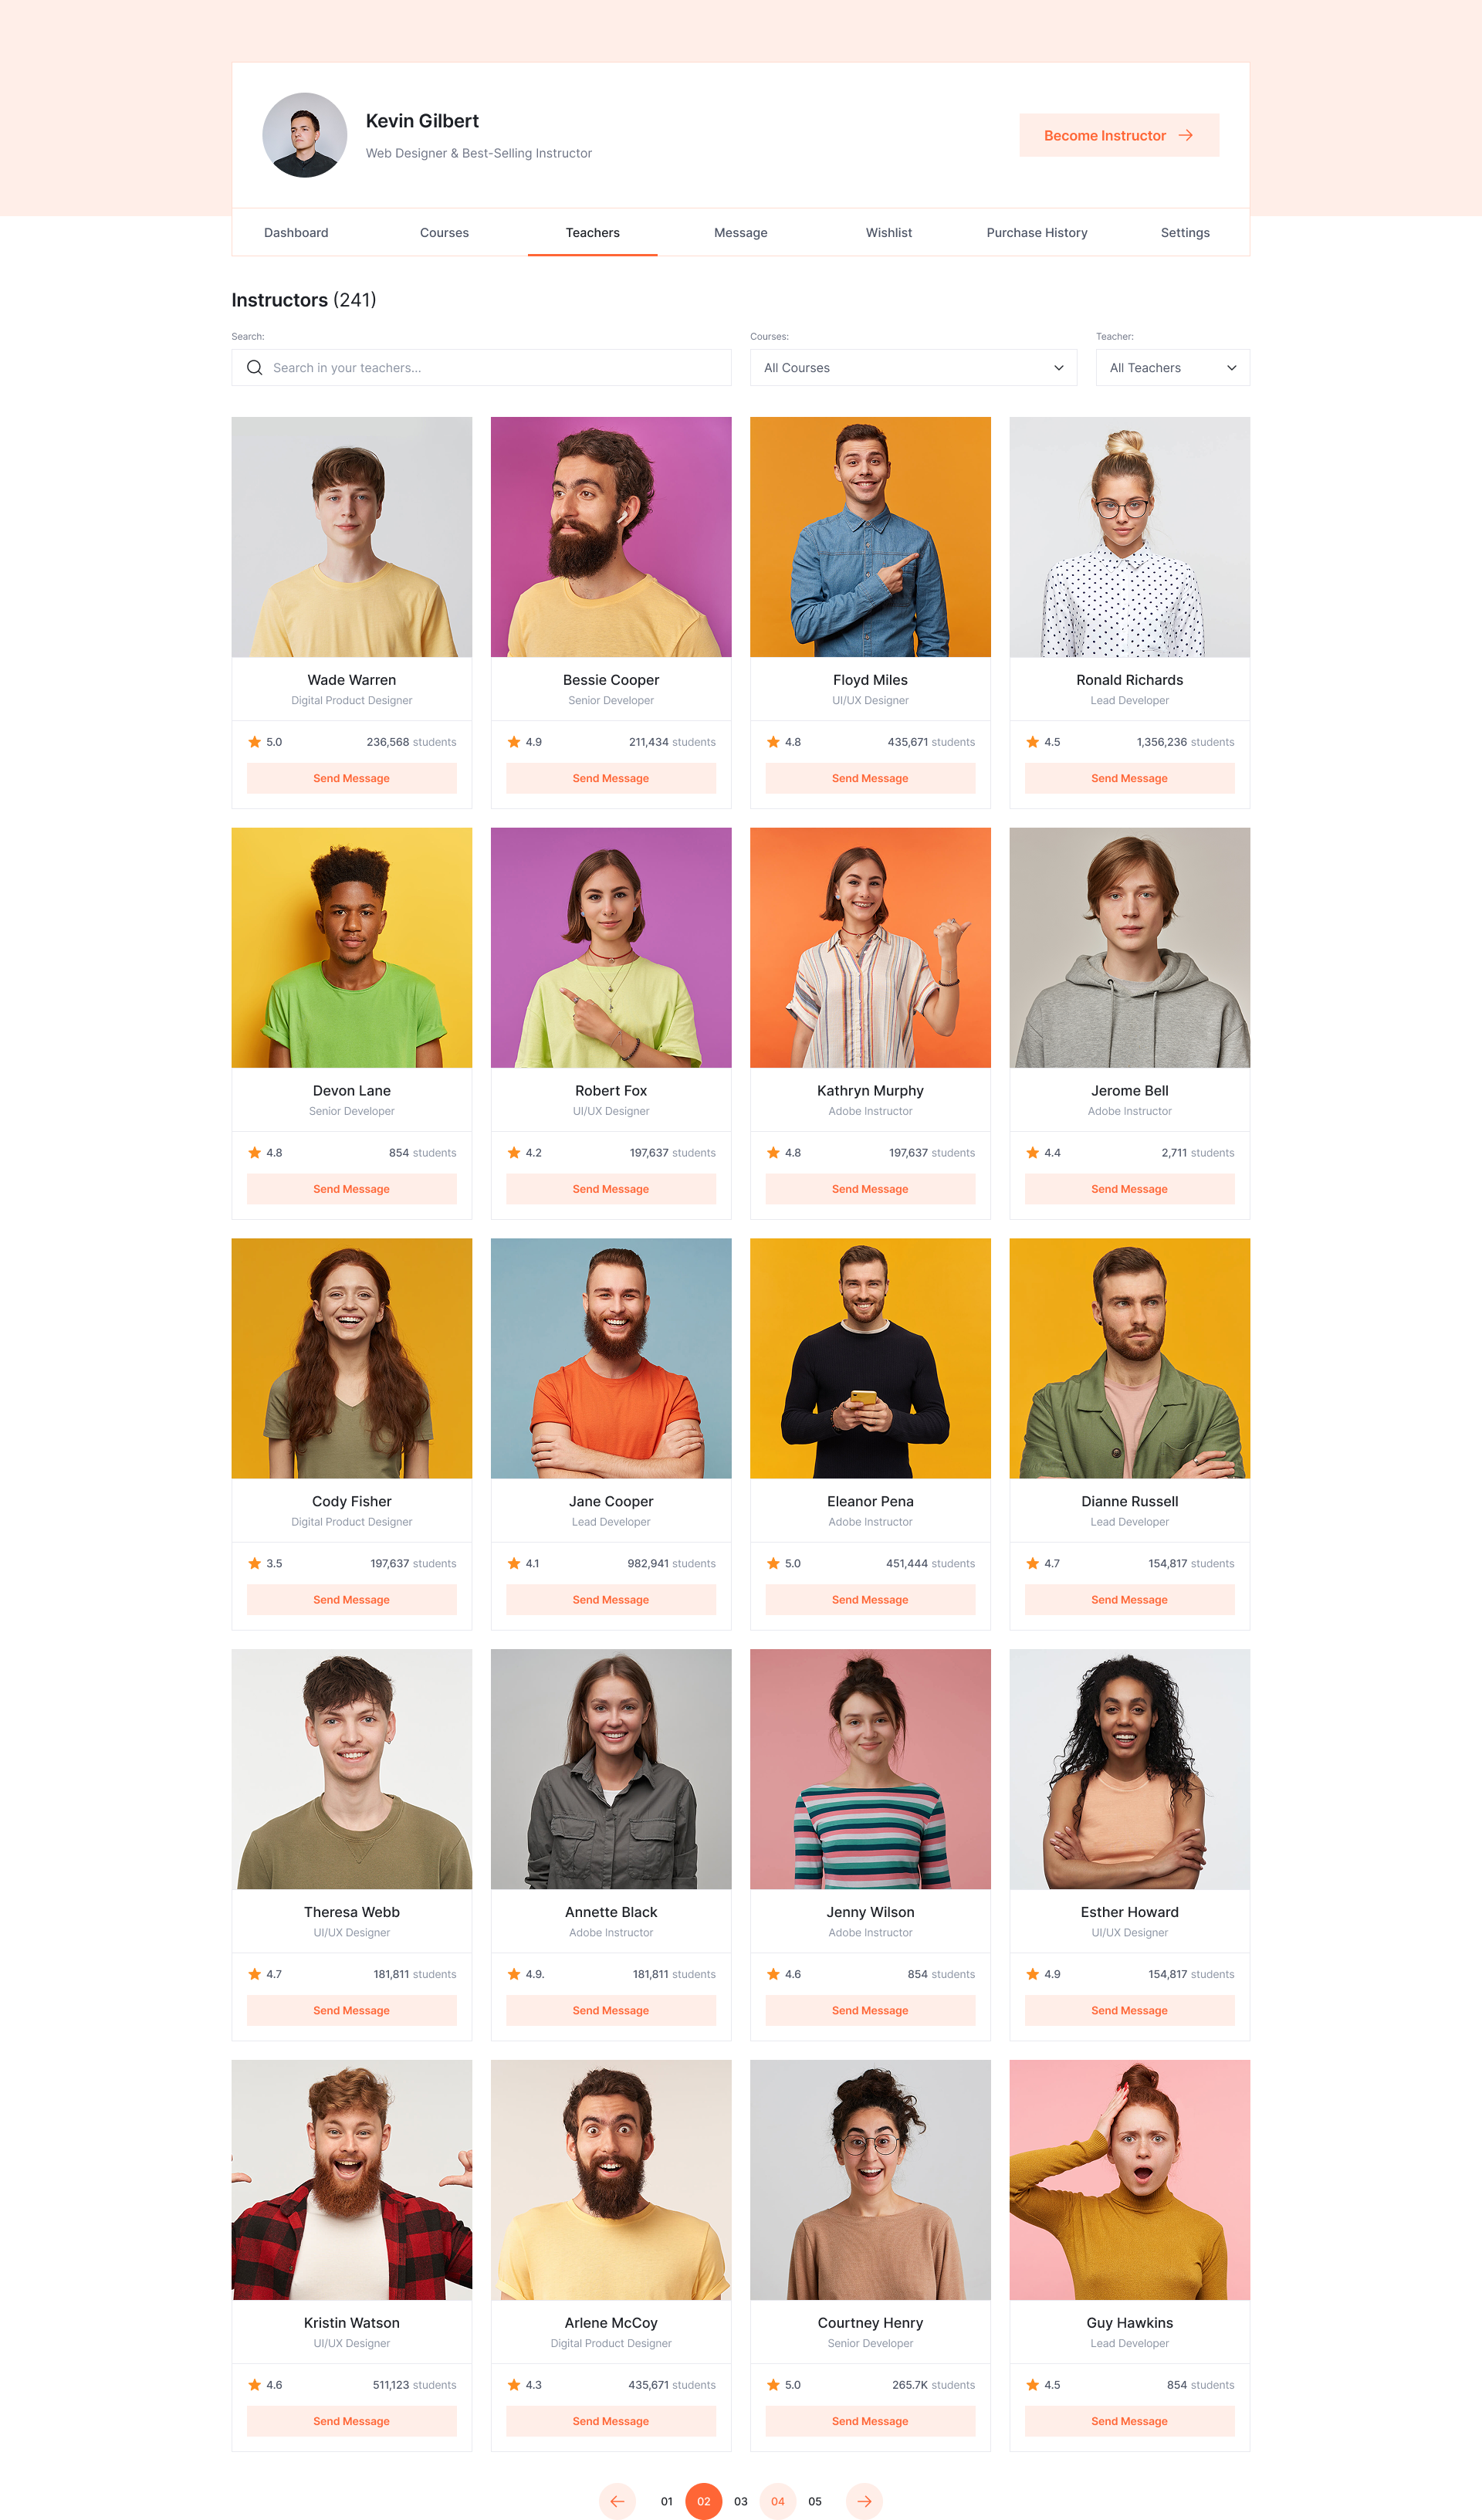 Kevin Gilbert
Web Designer & Best-Selling Instructor
Become Instructor
Dashboard Courses Teachers Message Wishlist Purchase History Settings
Instructors (241)
Search: Courses: Teacher:
Search in your teachers... All Courses All Teachers
Wade Warren Bessie Cooper Floyd Miles Ronald Richards
Digital Product Designer Senior Developer UI/UX Designer Lead Developer
5.0 236,568 students 4.9 211,434 students 4.8 435,671 students 4.5 1,356,236 students
Send Message Send Message Send Message Send Message
Devon Lane Robert Fox Kathryn Murphy Jerome Bell
Senior Developer UI/UX Designer Adobe Instructor Adobe Instructor
4.8 854 students 4.2 197,637 students 4.8 197,637 students 4.4 2,711 students
Send Message Send Message Send Message Send Message
Cody Fisher Jane Cooper Eleanor Pena Dianne Russell
Digital Product Designer Lead Developer Adobe Instructor Lead Developer
3.5 197,637 students 4.1 982,941 students 5.0 451,444 students 4.7 154,817 students
Send Message Send Message Send Message Send Message
Theresa Webb Annette Black Jenny Wilson Esther Howard
UI/UX Designer Adobe Instructor Adobe Instructor UI/UX Designer
4.7 181,811 students 4.9. 181,811 students 4.6 854 students 4.9 154,817 students
Send Message Send Message Send Message Send Message
Kristin Watson Arlene McCoy Courtney Henry Guy Hawkins
UI/UX Designer Digital Product Designer Senior Developer Lead Developer
4.6 511,123 students 4.3 435,671 students 5.0 265.7K students 4.5 854 students
Send Message Send Message Send Message Send Message
01 02 03 04 05